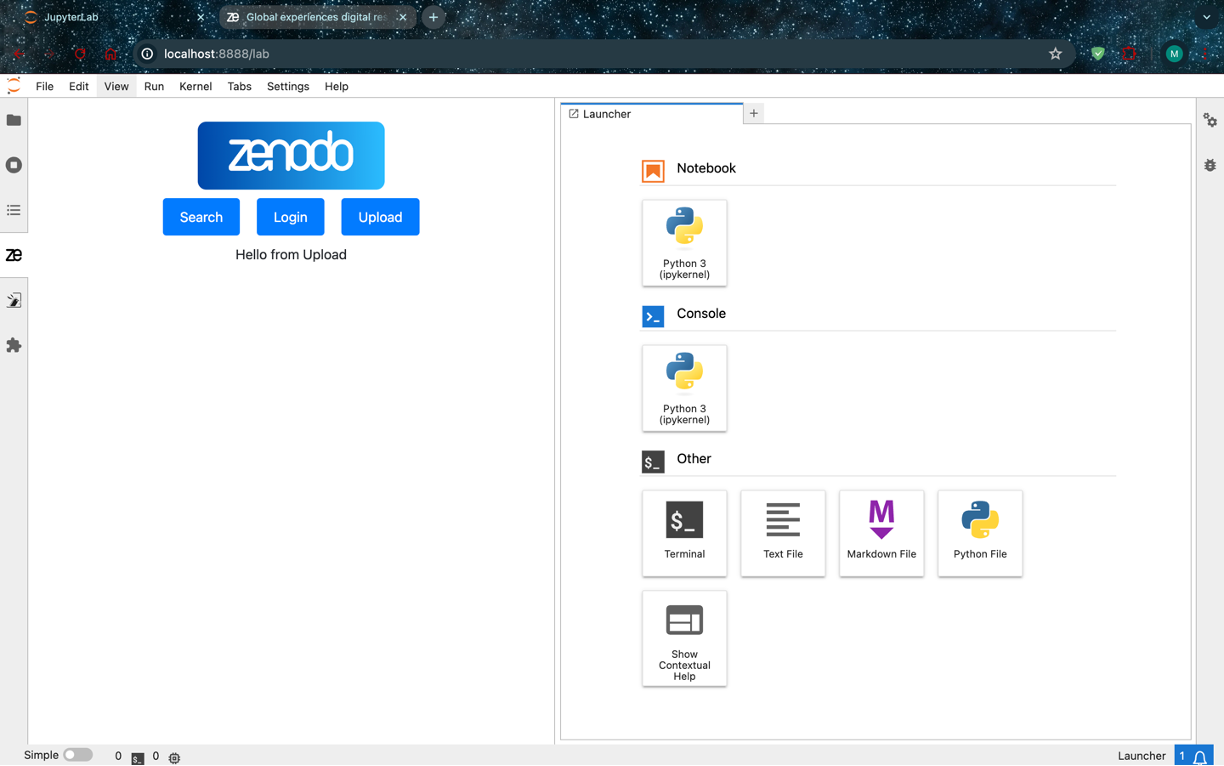 JupyterLab
ze Global experiences digital res
localhost:8888/lab
M
File Edit View Run Kernel Tabs Settings Help
Launcher
zenodo
Search Login Upload
Hello from Upload
ze
Notebook
Python 3
(ipykernel)
Console
Python 3
(ipykernel)
$_ Other
$_
Terminal
Text File
M
Markdown File
Python File
Show
Contextual
Help
Simple 0 $_ 0
Launcher 1